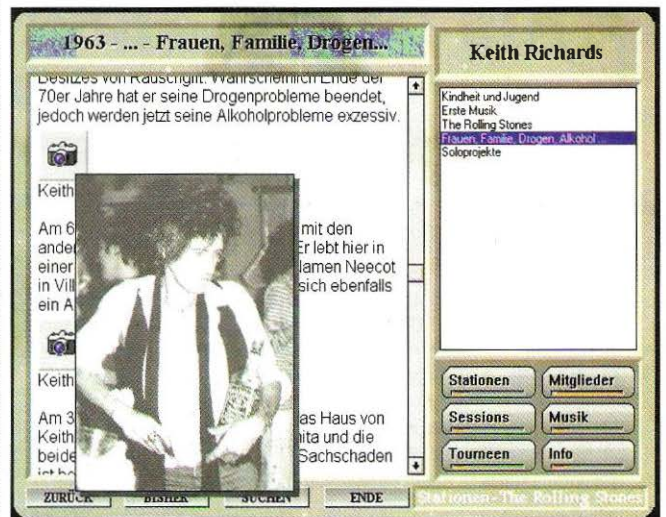 1963 - ... - Frauen, Familie, Drogen...
Besitzes von Rauschgift. Wahrscheinlich Ende der
70er Jahre hat er seine Drogenprobleme beendet,
jedoch werden jetzt seine Alkoholprobleme exzessiv.
Keith
Am 6 mit den
ander Er lebt hier in
einer Namen Neecot
in Vill sich ebenfalls
ein A
Keith
Am 3 as Haus von
Keith nita und die
beide Sachschaden
ZURÜCK BISHER SUCHEN ENDE
Keith Richards
Kindheit und Jugend
Erste Musik
The Rolling Stones
Frauen, Familie, Drogen, Alkohol...
Soloprojekte
Stationen Mitglieder
Sessions Musik
Tourneen Info
Stationen-The Rolling Stones